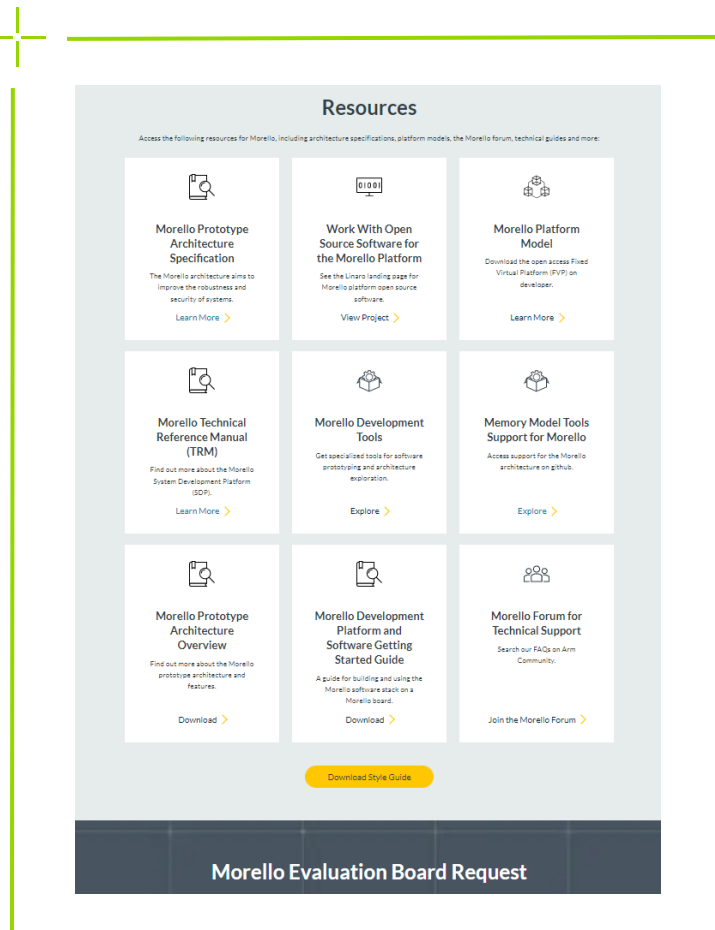 Resources
Access the following resources for Morello, including architecture specifications, platform models, the Morello forum, technical guides and more:
01001
Morello Prototype
Architecture
Specification
The Morello architecture aims to
improve the robustness and
security of systems.
Learn More
Work With Open
Source Software for
the Morello Platform
See the Linaro landing page for
Morello platform open source
software.
View Project
Morello Platform
Model
Download the open access Fixed
Virtual Platform (FVP) on
developer.
Learn More
Morello Technical
Reference Manual
(TRM)
Find out more about the Morello
System Development Platform
(SDP).
Learn More
Morello Development
Tools
Get specialized tools for software
prototyping and architecture
exploration.
Explore
Memory Model Tools
Support for Morello
Access support for the Morello
architecture on github.
Explore
Morello Prototype
Architecture
Overview
Find out more about the Morello
prototype architecture and
features.
Download
Morello Development
Platform and
Software Getting
Started Guide
A guide for building and using the
Morello software stack on a
Morello board.
Download
Morello Forum for
Technical Support
Search our FAQs on Arm
Community.
Join the Morello Forum
Download Style Guide
Morello Evaluation Board Request